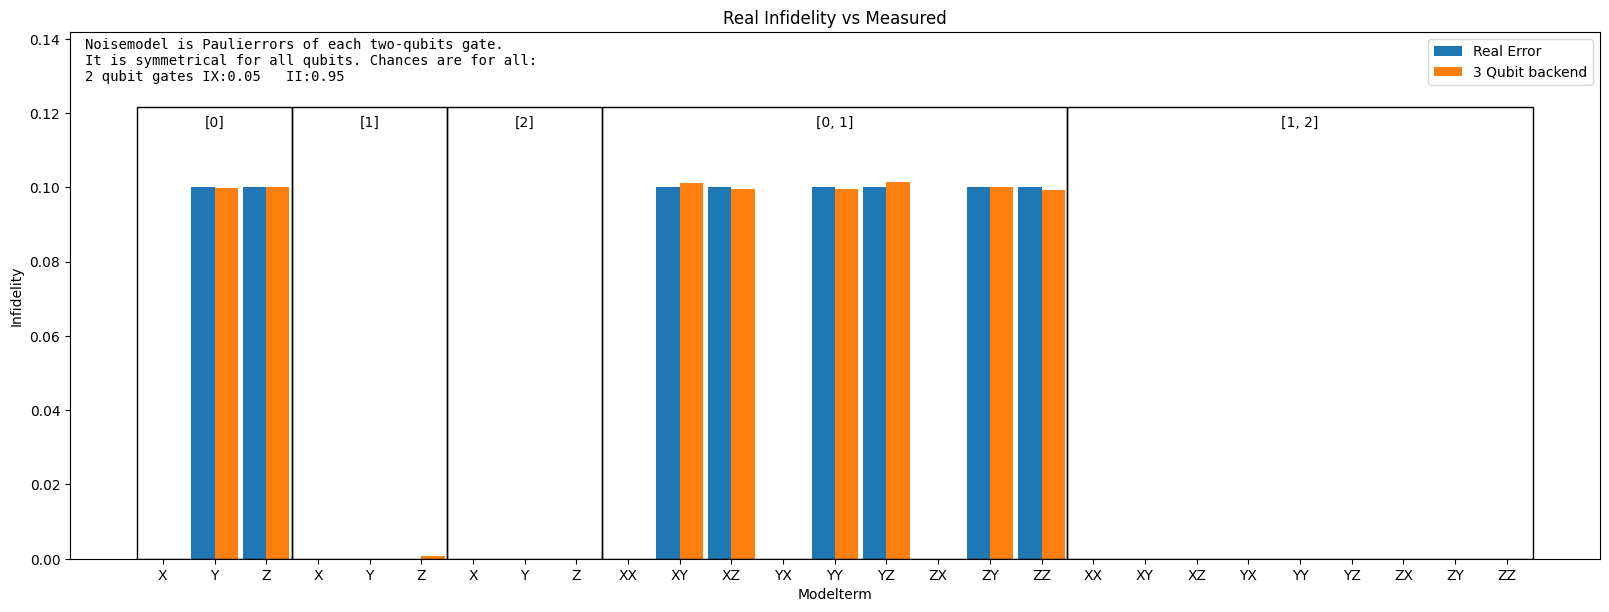 Real Infidelity vs Measured
Noisemodel is Paulierrors of each two-qubits gate.
It is symmetrical for all qubits. Chances are for all:
2 qubit gates IX:0.05   II:0.95
Real Error
3 Qubit backend
[0] [1] [2] [0, 1] [1, 2]
0.14
0.12
0.10
0.08
0.06
0.04
0.02
0.00
Infidelity
X Y Z X Y Z X Y Z XX XY XZ YX YY YZ ZX ZY ZZ XX XY XZ YX YY YZ ZX ZY ZZ
Modelterm